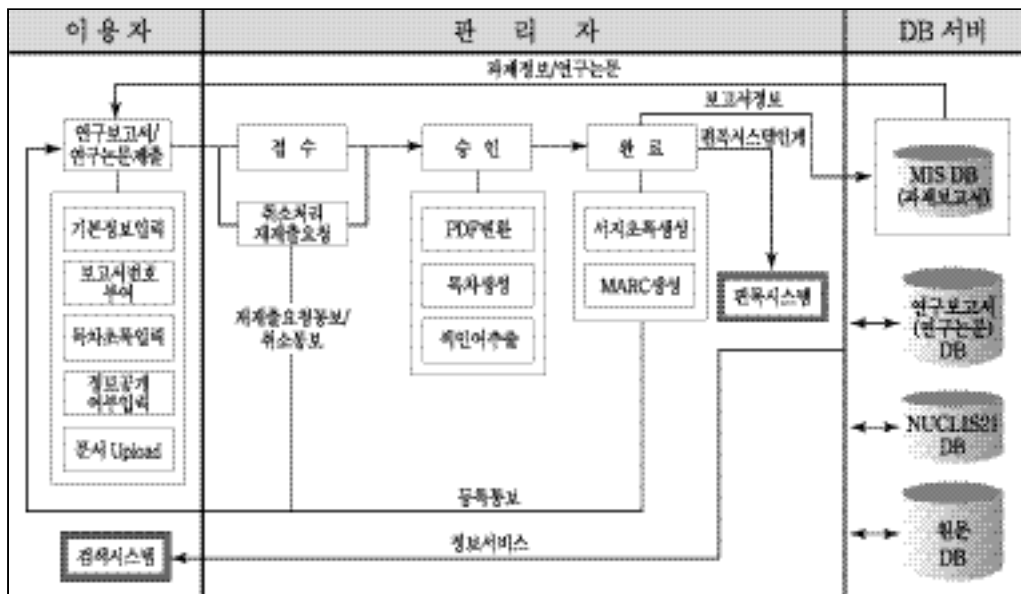 이 용 자
관 리 자
DB 서버
과제정보/연구논문
보고서정보
연구보고서/
연구논문제출
접 수
승 인
완 료
편목시스템인계
MIS DB
(과제보고서)
취소처리
재제출요청
기본정보입력
PDF변환
서지초록생성
보고서번호
부여
목차생성
MARC생성
편목시스템
연구보고서
(연구논문)
DB
재제출요청통보/
취소통보
목차초록입력
색인어추출
정보공개
여부입력
NUCLIS21
DB
문서 Upload
등록통보
정보서비스
검색시스템
원문
DB